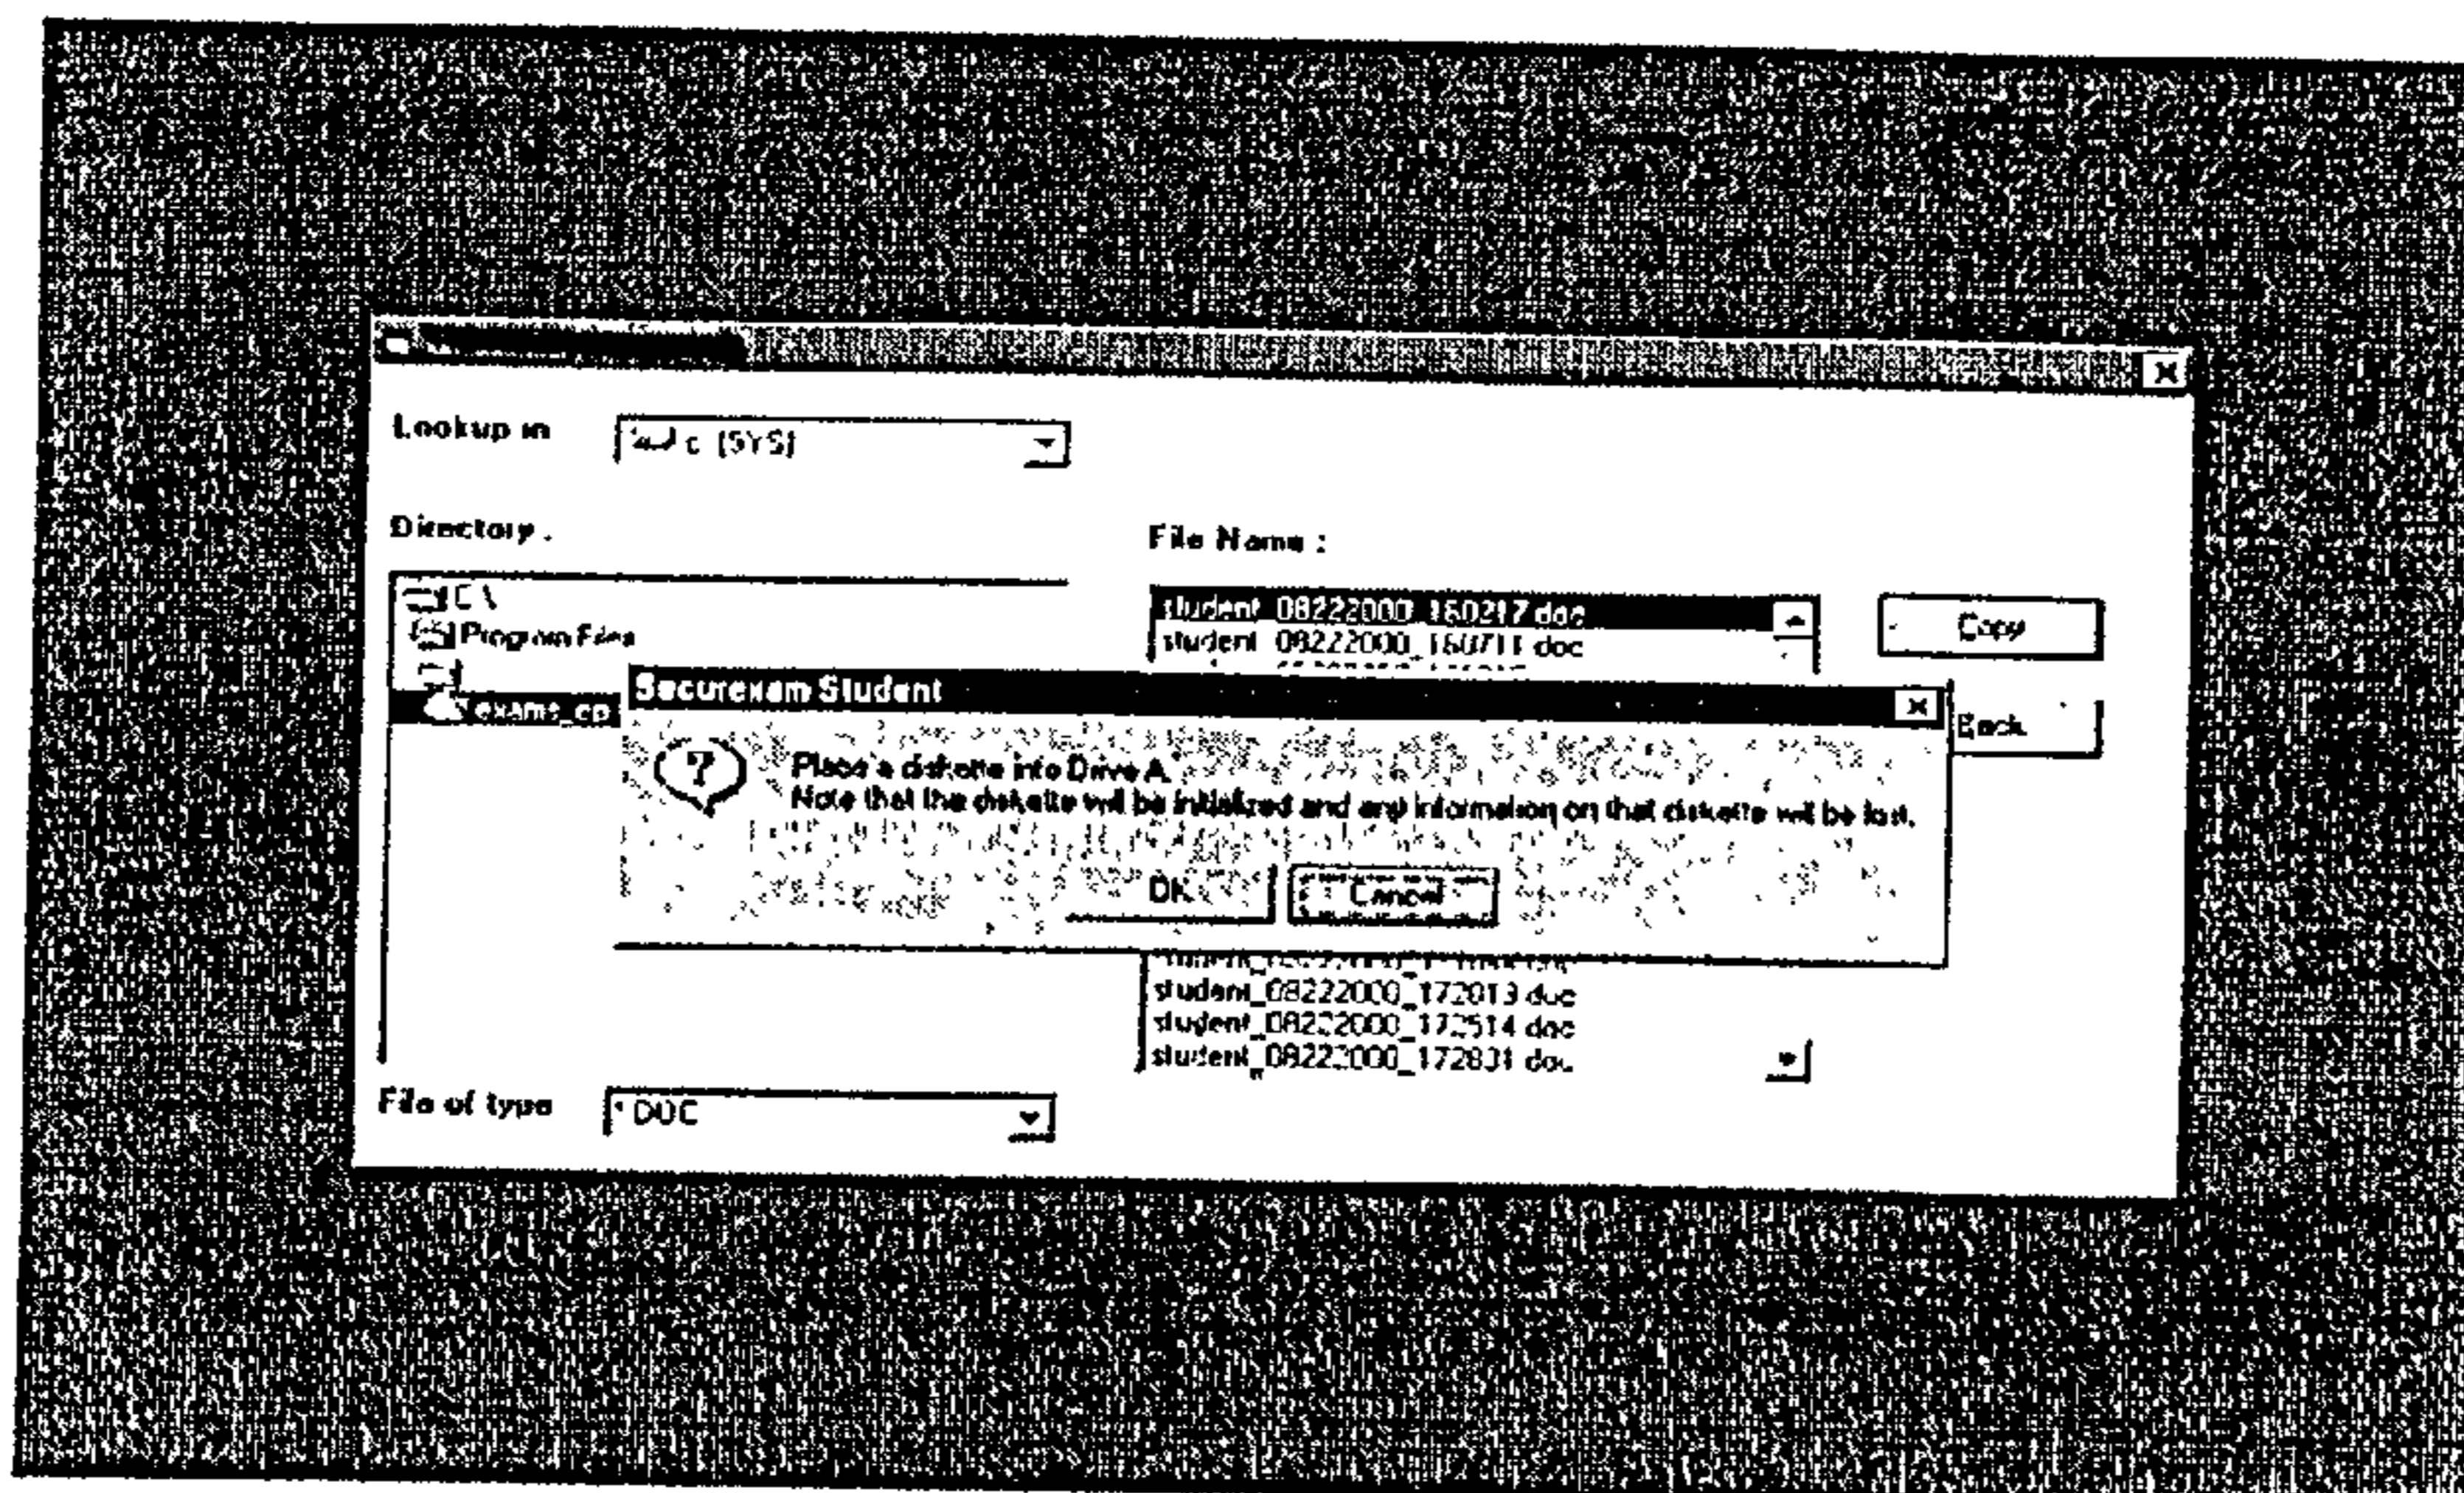 Lookup in
c [SYS]
Directory :
File Name :
C \
Program Files
exams_cp
student_08222000_160217 doc
student_08222000_160711 doc
Copy
Back
Securexam Student
Place a diskette into Drive A.
Note that the diskette will be initialized and any information on that diskette will be lost.
OK
Cancel
student_08222000_172013 doc
student_08222000_172514 doc
student_08222000_172831 doc
File of type
* DOC